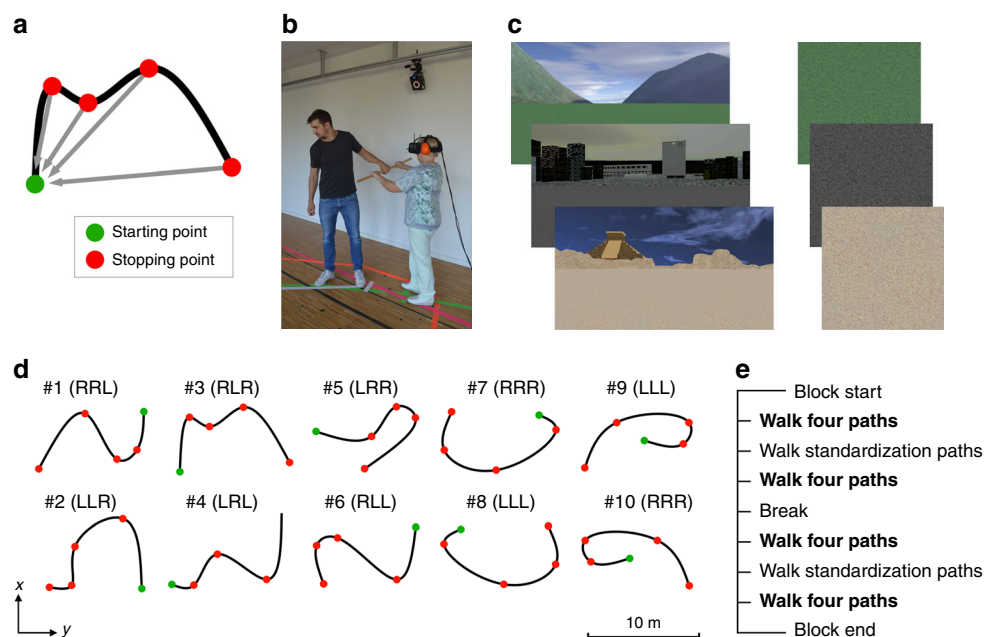 a
b
c
Starting point
Stopping point
d
#1 (RRL)
#3 (RLR)
#5 (LRR)
#7 (RRR)
#9 (LLL)
#2 (LLR)
#4 (LRL)
#6 (RLL)
#8 (LLL)
#10 (RRR)
x
y
10 m
e
Block start
Walk four paths
Walk standardization paths
Walk four paths
Break
Walk four paths
Walk standardization paths
Walk four paths
Block end